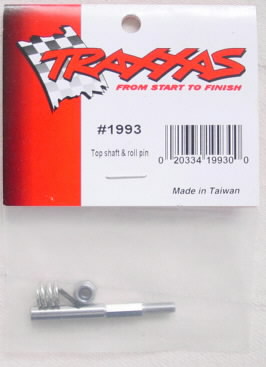 TRAXXAS
FROM START TO FINISH
#1993
Top shaft & roll pin
0 20334 19930 0
Made in Taiwan